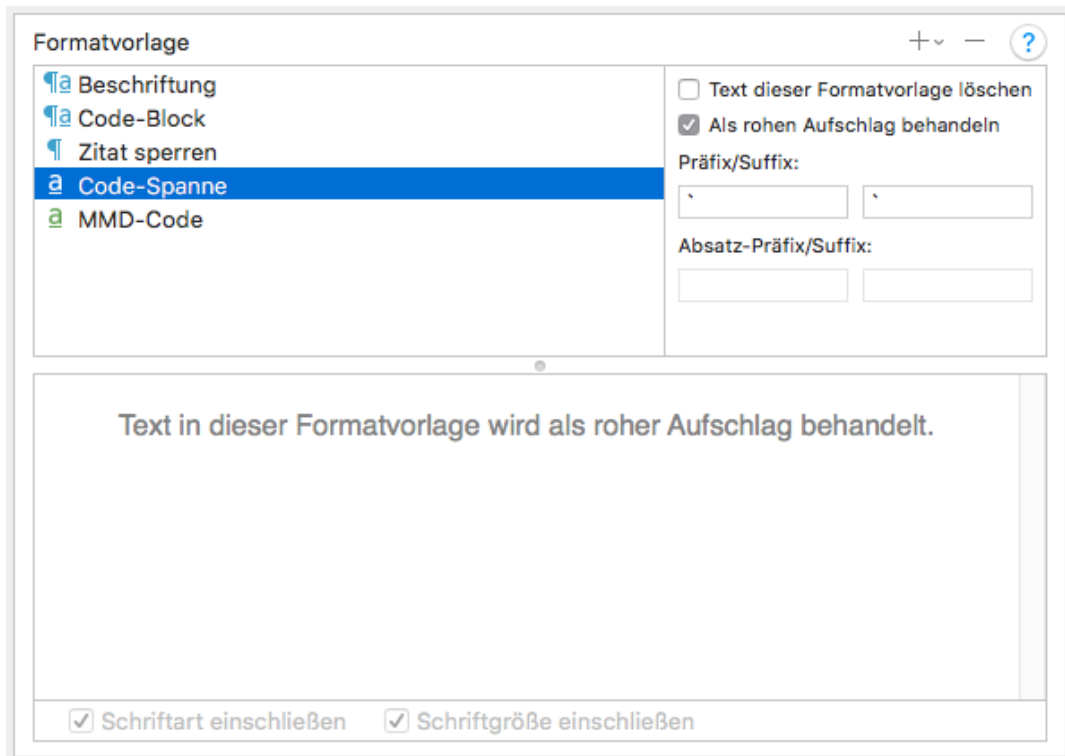 Formatvorlage
?
¶a Beschriftung
¶a Code-Block
¶ Zitat sperren
a Code-Spanne
a MMD-Code
Text dieser Formatvorlage löschen
Als rohen Aufschlag behandeln
Präfix/Suffix:
` `
Absatz-Präfix/Suffix:
Text in dieser Formatvorlage wird als roher Aufschlag behandelt.
Schriftart einschließen Schriftgröße einschließen